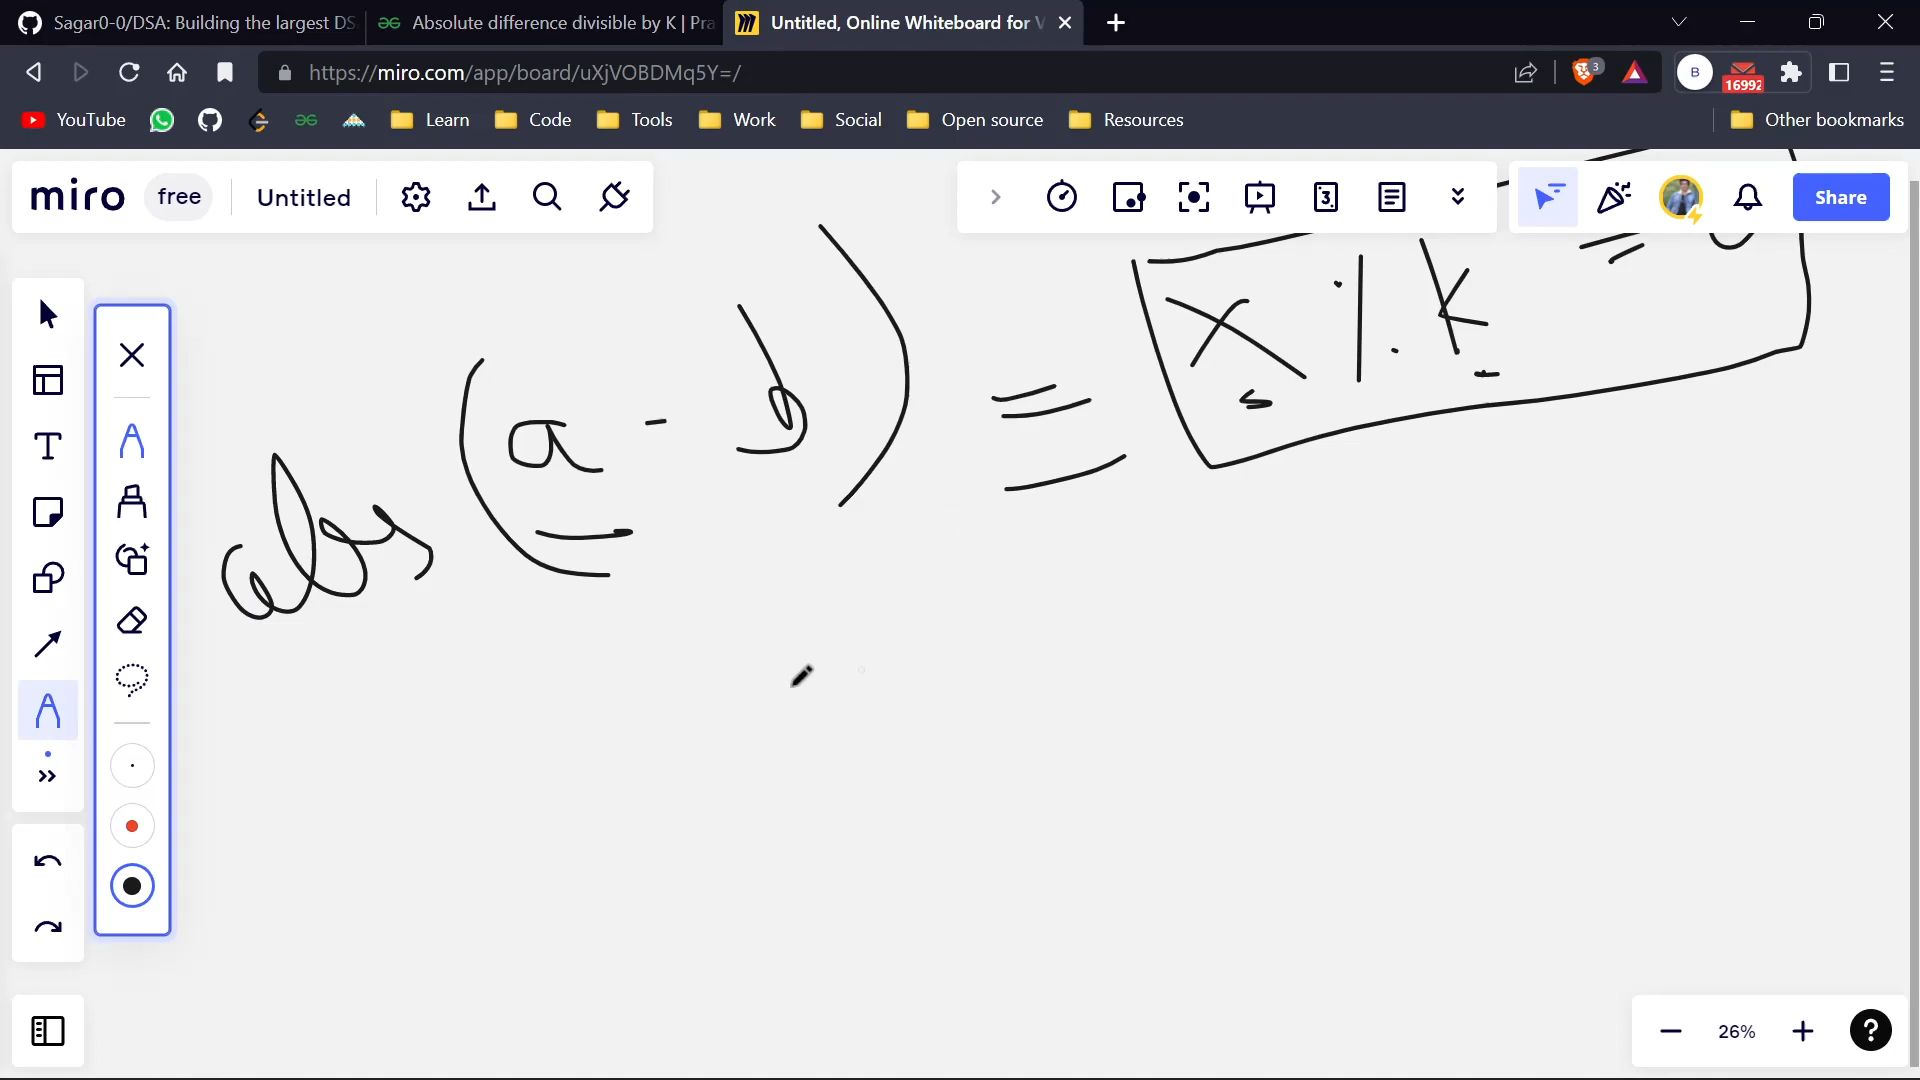 Sagar0-0/DSA: Building the largest DS
Absolute difference divisible by K | Pra
Untitled, Online Whiteboard for V
https://miro.com/app/board/uXjVOBDMq5Y=/
3
B
16992
YouTube
Learn
Code
Tools
Work
Social
Open source
Resources
Other bookmarks
miro
free
Untitled
3
Share
x % k
abs (a - b) =
T
26%
?